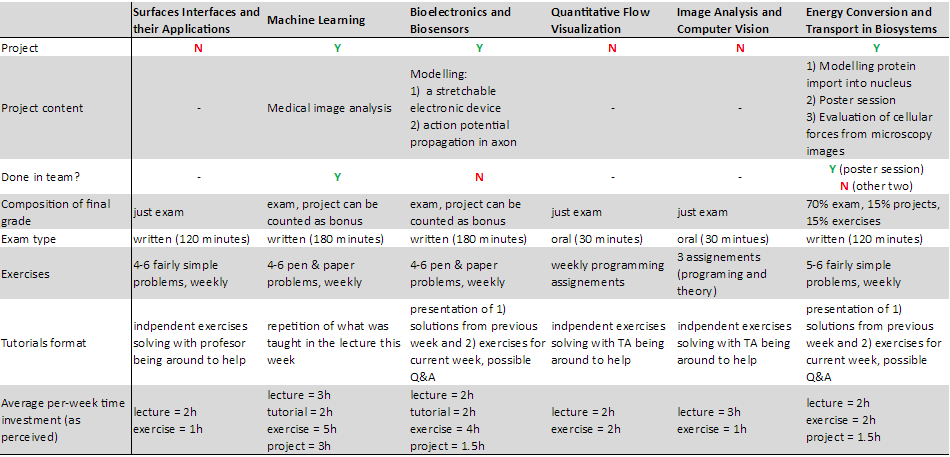 Surfaces Interfaces and their Applications
Machine Learning
Bioelectronics and Biosensors
Quantitative Flow Visualization
Image Analysis and Computer Vision
Energy Conversion and Transport in Biosystems
Project
N
Y
Y
N
N
Y
Project content
-
Medical image analysis
Modelling:
1) a stretchable
electronic device
2) action potential
propagation in axon
-
-
1) Modelling protein
import into nucleus
2) Poster session
3) Evaluation of cellular
forces from microscopy
images
Done in team?
-
Y
N
-
-
Y (poster session)
N (other two)
Composition of final
grade
just exam
exam, project can be
counted as bonus
exam, project can be
counted as bonus
just exam
just exam
70% exam, 15% projects,
15% exercises
Exam type
written (120 minutes)
written (180 minutes)
written (180 minutes)
oral (30 minutes)
oral (30 mintues)
written (120 minutes)
Exercises
4-6 fairly simple
problems, weekly
4-6 pen & paper
problems, weekly
4-6 pen & paper
problems, weekly
weekly programming
assignements
3 assignements
(programing and
theory)
5-6 fairly simple
problems, weekly
Tutorials format
indpendent exercises
solving with profesor
being around to help
repetition of what was
taught in the lecture this
week
presentation of 1)
solutions from previous
week and 2) exercises for
current week, possible
Q&A
indpendent exercises
solving with TA being
around to help
indpendent exercises
solving with TA being
around to help
presentation of 1)
solutions from previous
week and 2) exercises for
current week, possible
Q&A
Average per-week time
investment (as
perceived)
lecture = 2h
exercise = 1h
lecture = 3h
tutorial = 2h
exercise = 5h
project = 3h
lecture = 2h
tutorial = 2h
exercise = 4h
project = 1.5h
lecture = 2h
exercise = 2h
lecture = 3h
exercise = 1h
lecture = 2h
exercise = 2h
project = 1.5h